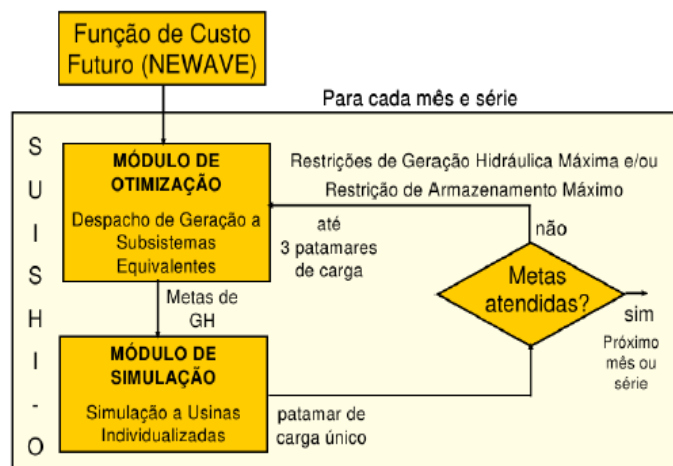 Função de Custo
Futuro (NEWAVE)
Para cada mês e série
S
U
I
S
H
I
-
O
MÓDULO DE
OTIMIZAÇÃO
Despacho de Geração a
Subsistemas
Equivalentes
Restrições de Geração Hidráulica Máxima e/ou
Restrição de Armazenamento Máximo
até
3 patamares
de carga
não
Metas
atendidas?
sim
Próximo
mês ou
série
Metas de
GH
MÓDULO DE
SIMULAÇÃO
Simulação a Usinas
Individualizadas
patamar de
carga único